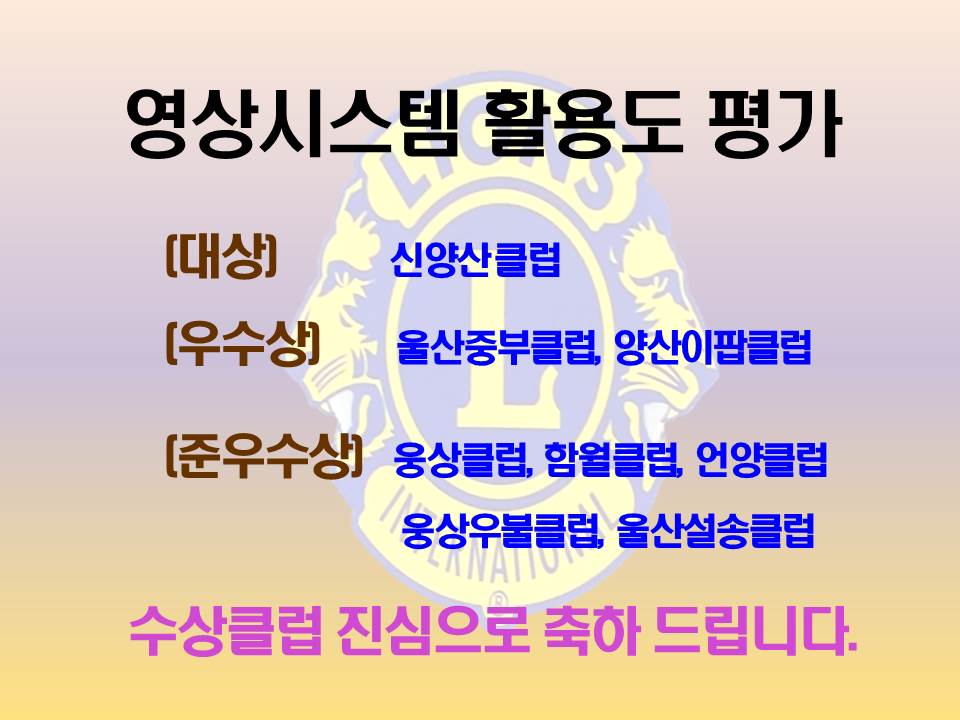 영상시스템 활용도 평가
(대상) 신양산클럽
(우수상) 울산중부클럽, 양산이팝클럽
(준우수상) 웅상클럽, 함월클럽, 언양클럽
웅상우불클럽, 울산설송클럽
수상클럽 진심으로 축하 드립니다.
LIONS
L
INTERNATIONAL
®